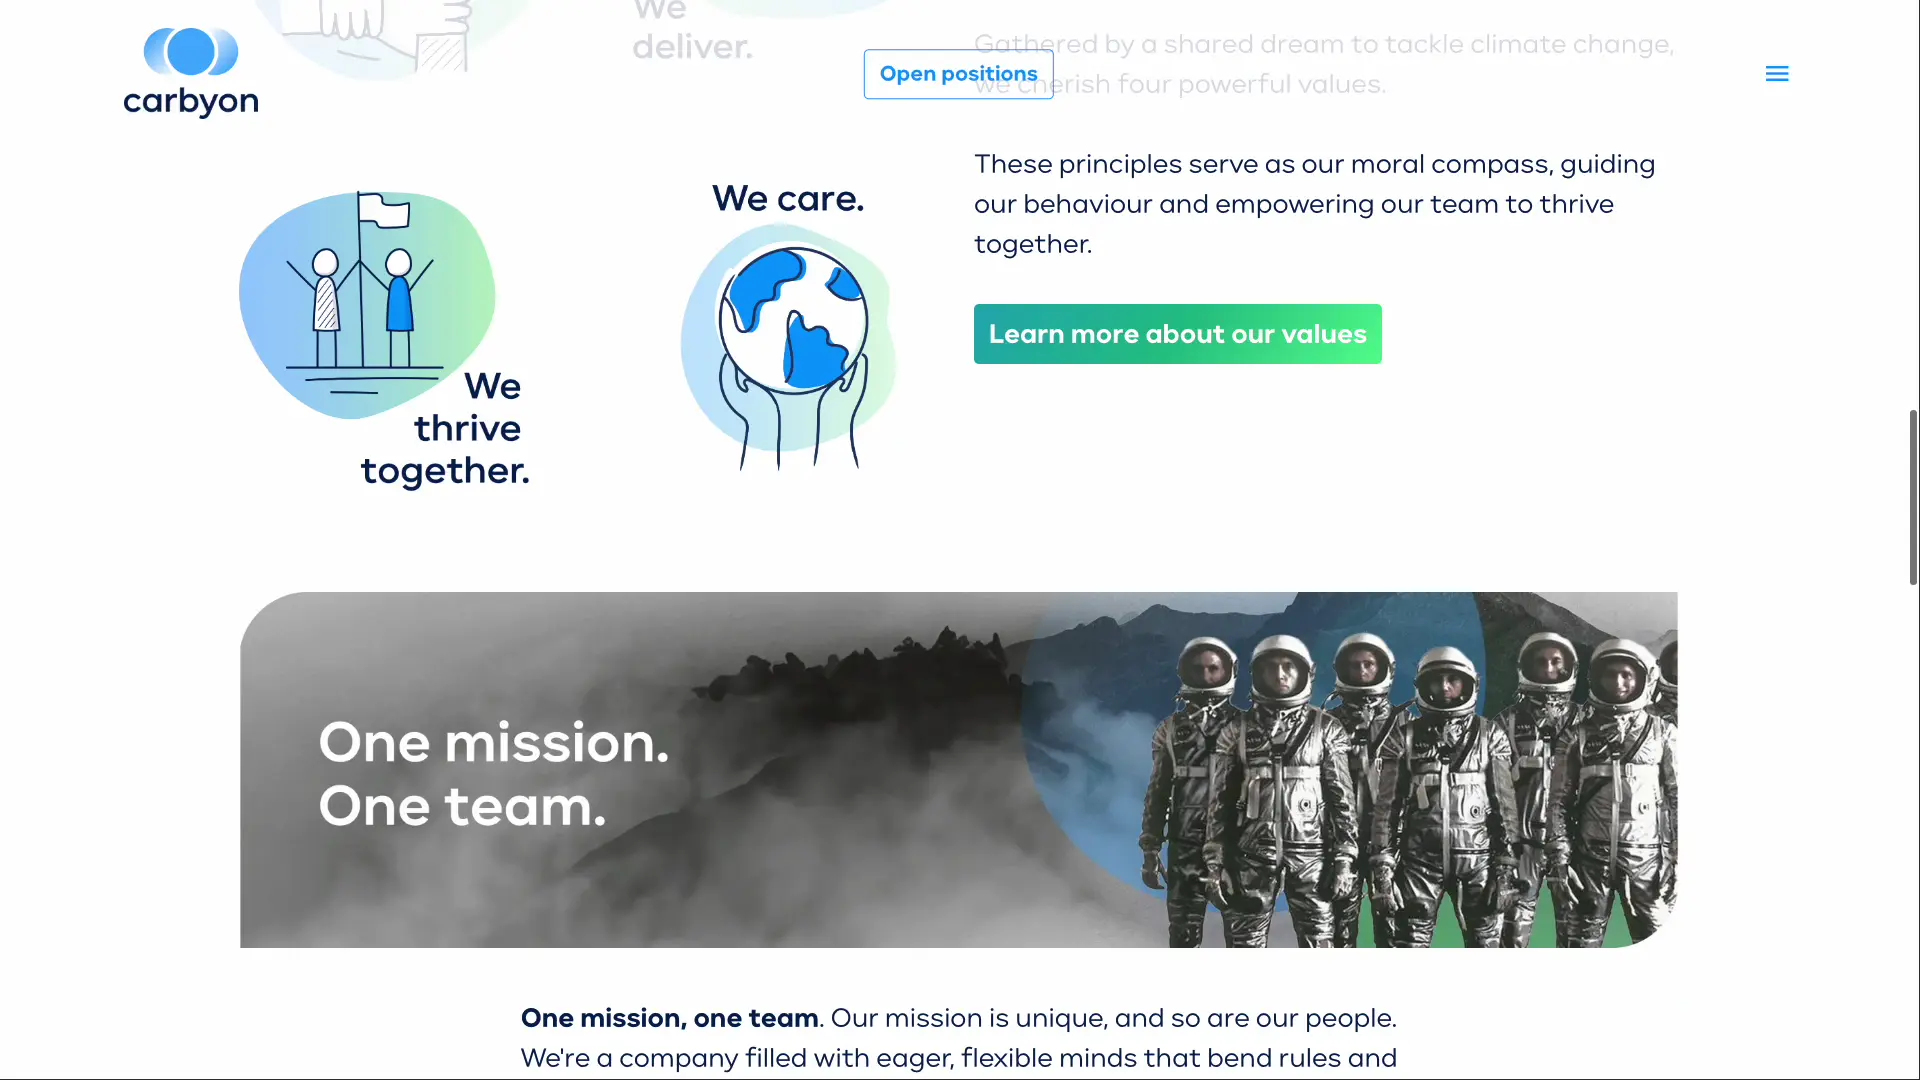 We
deliver.
carbyon
Open positions
Gathered by a shared dream to tackle climate change,
we cherish four powerful values.
We care.
We
thrive
together.
These principles serve as our moral compass, guiding
our behaviour and empowering our team to thrive
together.
Learn more about our values
One mission.
One team.
One mission, one team. Our mission is unique, and so are our people.
We're a company filled with eager, flexible minds that bend rules and